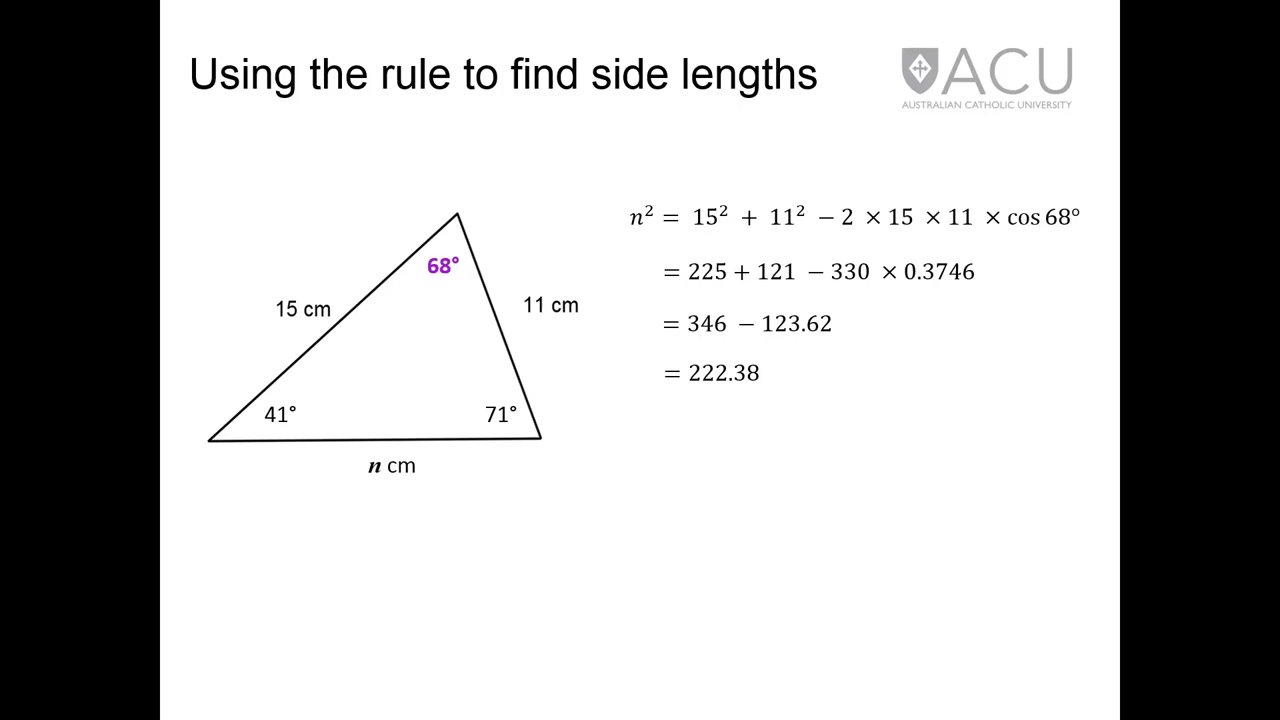 Using the rule to find side lengths
ACU
AUSTRALIAN CATHOLIC UNIVERSITY
68°
15 cm
11 cm
41°
71°
n cm
n² = 15² + 11² − 2 × 15 × 11 × cos 68°
= 225 + 121 − 330 × 0.3746
= 346 − 123.62
= 222.38